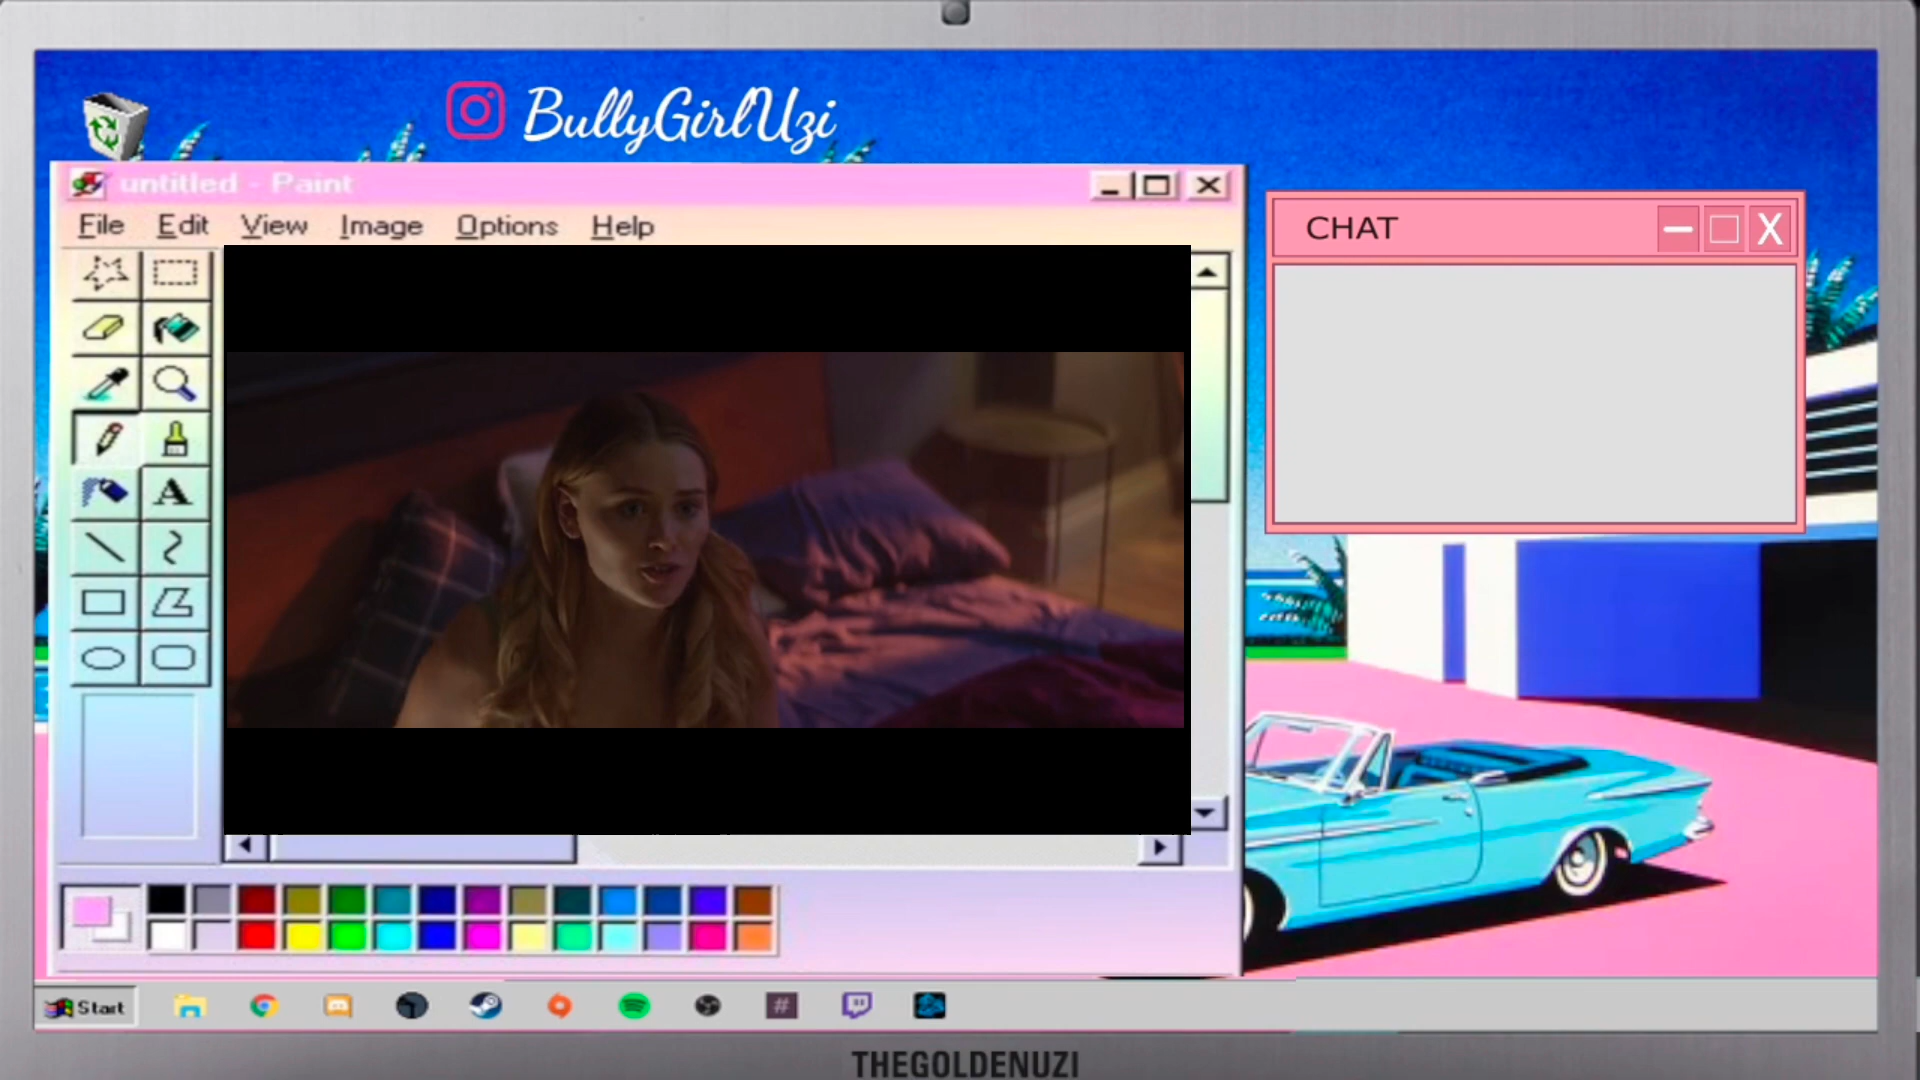 BullyGirlUzi
untitled - Paint
File Edit View Image Options Help
CHAT
A
Start
#
THEGOLDENUZI